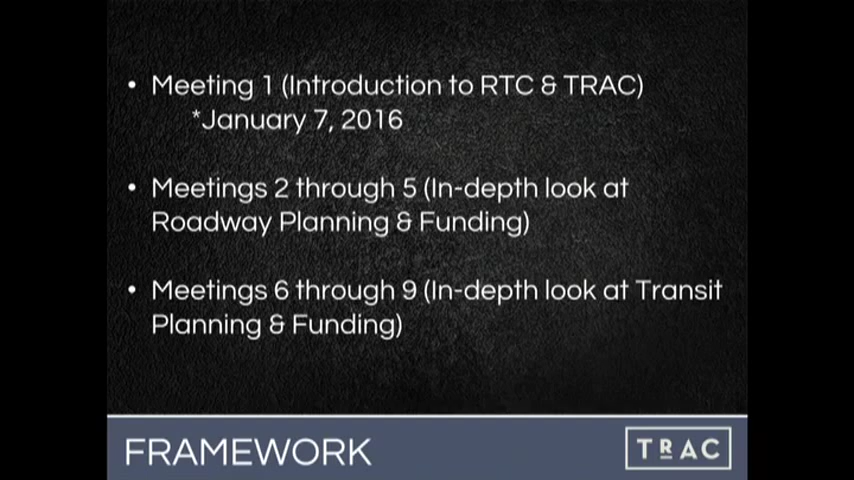 • Meeting 1 (Introduction to RTC & TRAC)
*January 7, 2016
• Meetings 2 through 5 (In-depth look at
Roadway Planning & Funding)
• Meetings 6 through 9 (In-depth look at Transit
Planning & Funding)
FRAMEWORK
TRAC